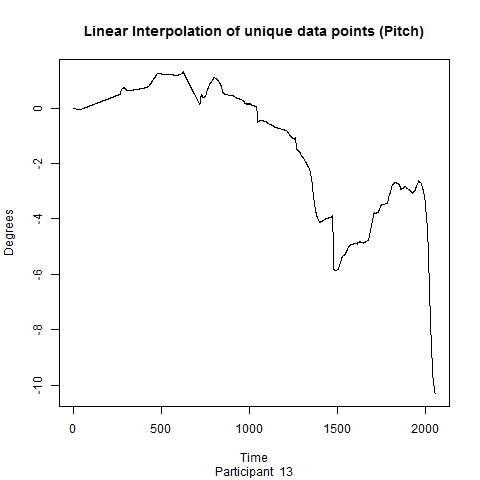 Linear Interpolation of unique data points (Pitch)
Degrees
0
-2
-4
-6
-8
-10
0 500 1000 1500 2000
Time
Participant 13